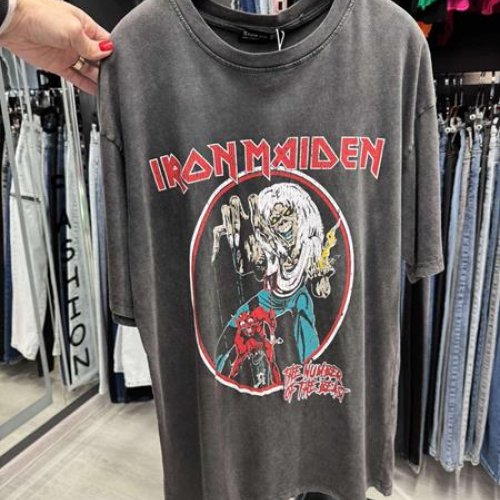 IRON MAIDEN
THE NUMBER
OF THE BEAST
FASHION